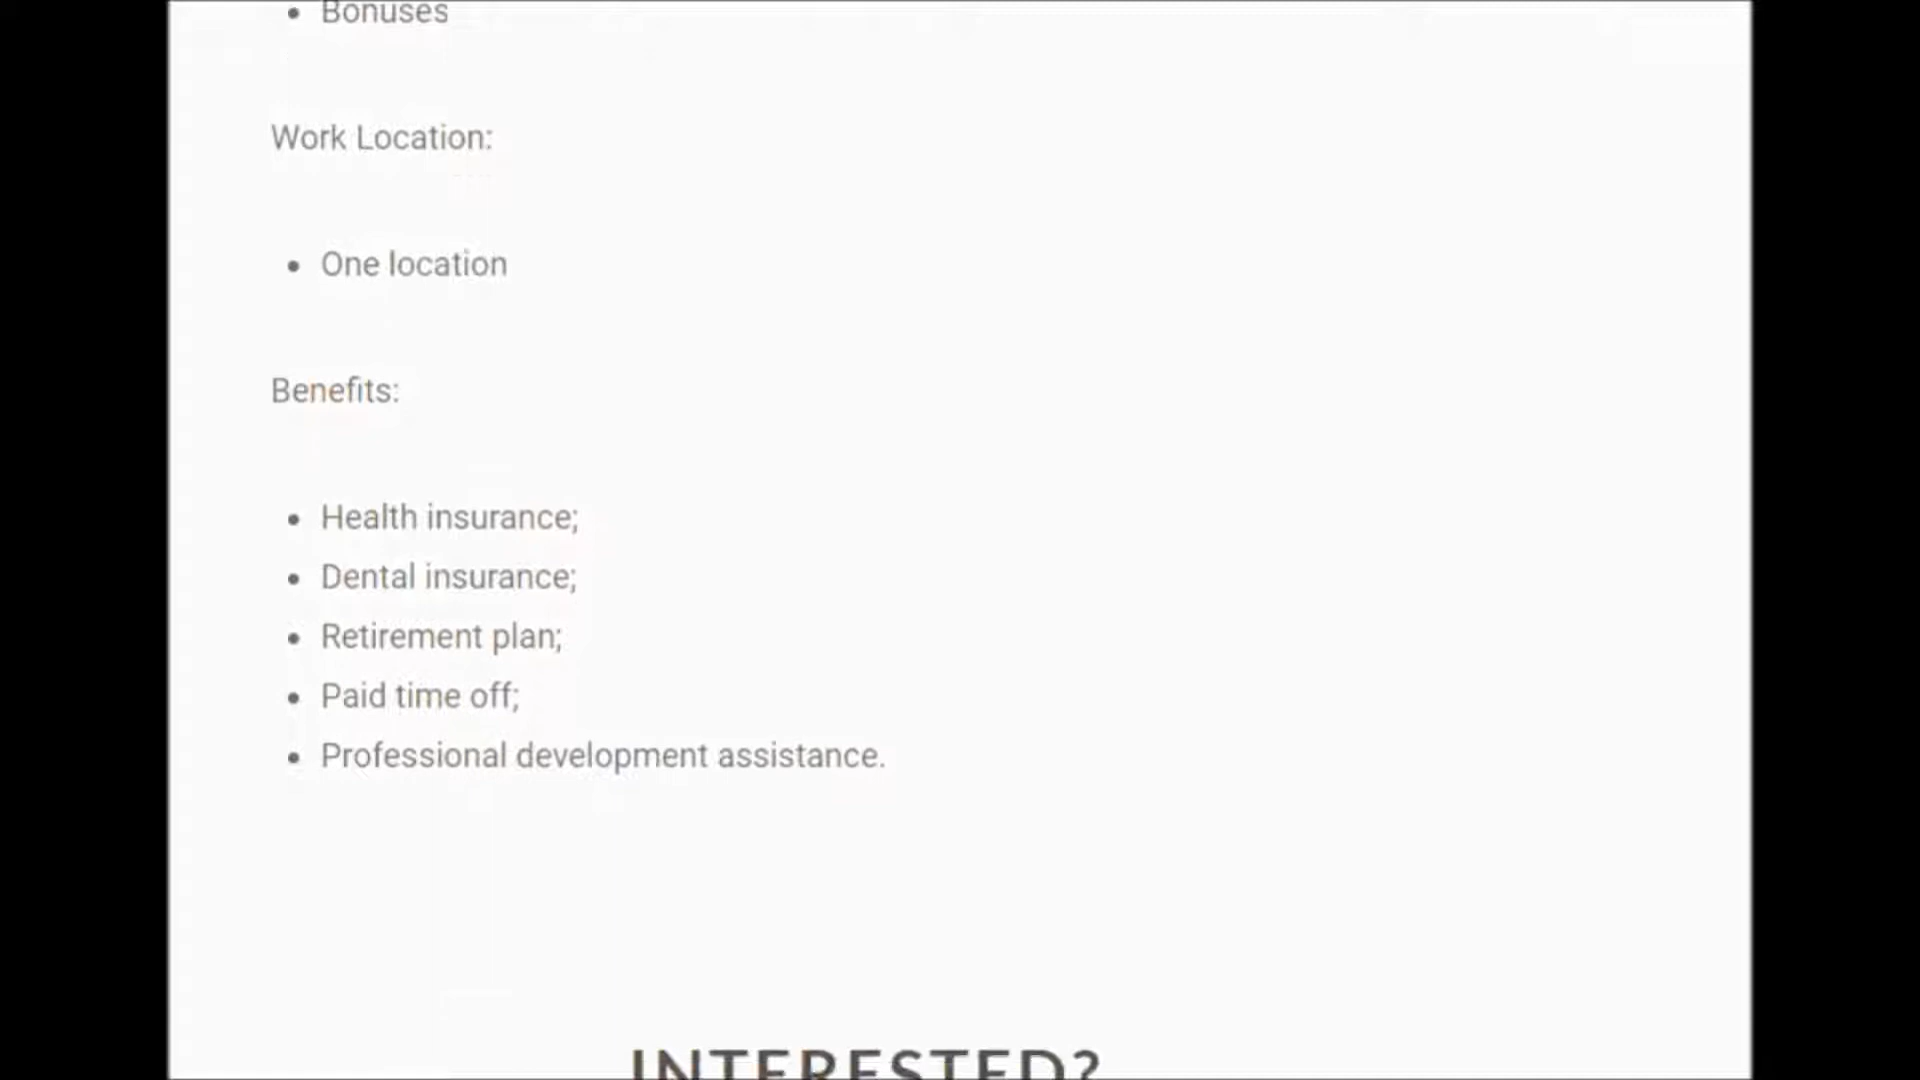 • Bonuses
Work Location:
• One location
Benefits:
• Health insurance;
• Dental insurance;
• Retirement plan;
• Paid time off;
• Professional development assistance.
INTERESTED?